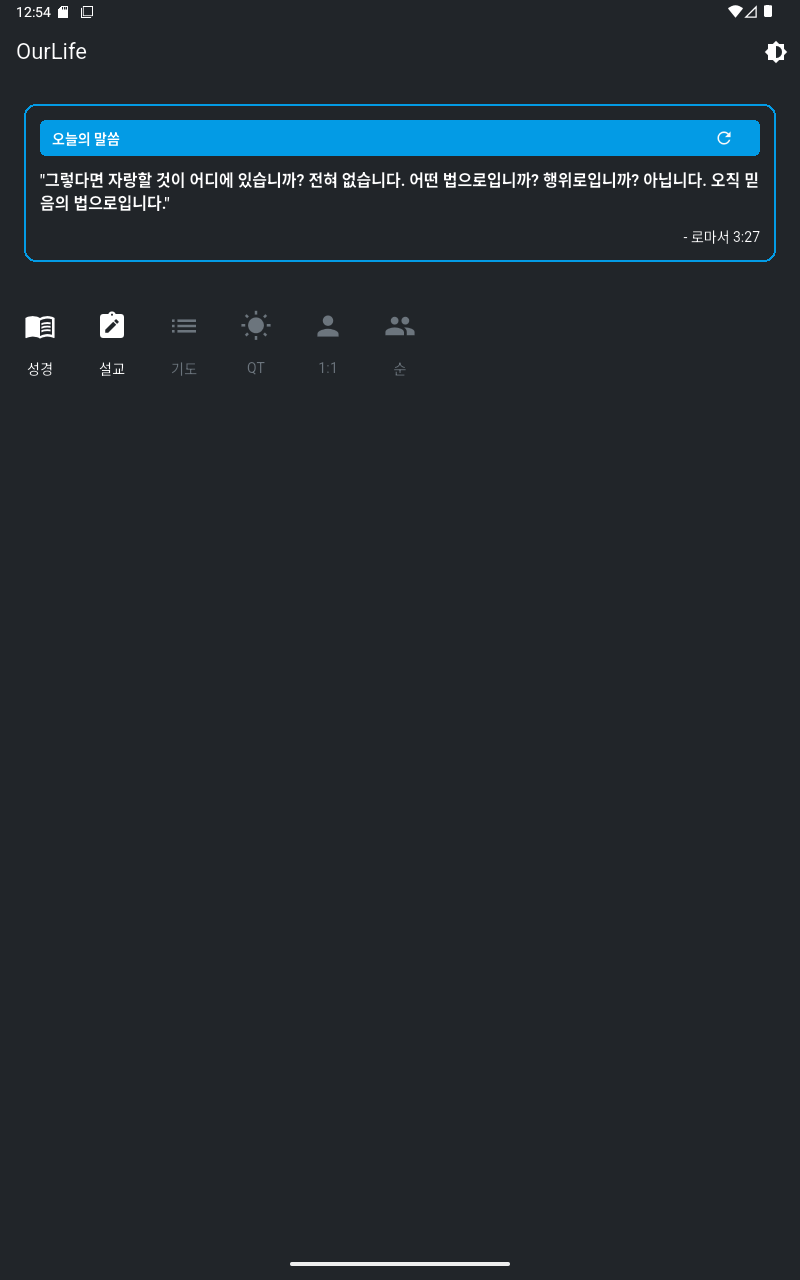 12:54
OurLife
오늘의 말씀
"그렇다면 자랑할 것이 어디에 있습니까? 전혀 없습니다. 어떤 법으로입니까? 행위로입니까? 아닙니다. 오직 믿
음의 법으로입니다."
- 로마서 3:27
성경 설교 기도 QT 1:1 순